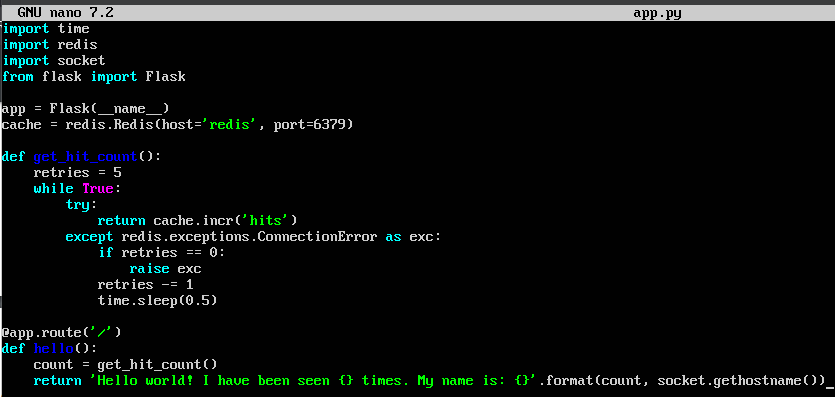 GNU nano 7.2 app.py
import time
import redis
import socket
from flask import Flask

app = Flask(__name__)
cache = redis.Redis(host='redis', port=6379)

def get_hit_count():
    retries = 5
    while True:
        try:
            return cache.incr('hits')
        except redis.exceptions.ConnectionError as exc:
            if retries == 0:
                raise exc
            retries -= 1
            time.sleep(0.5)

@app.route('/')
def hello():
    count = get_hit_count()
    return 'Hello world! I have been seen {} times. My name is: {}'.format(count, socket.gethostname())